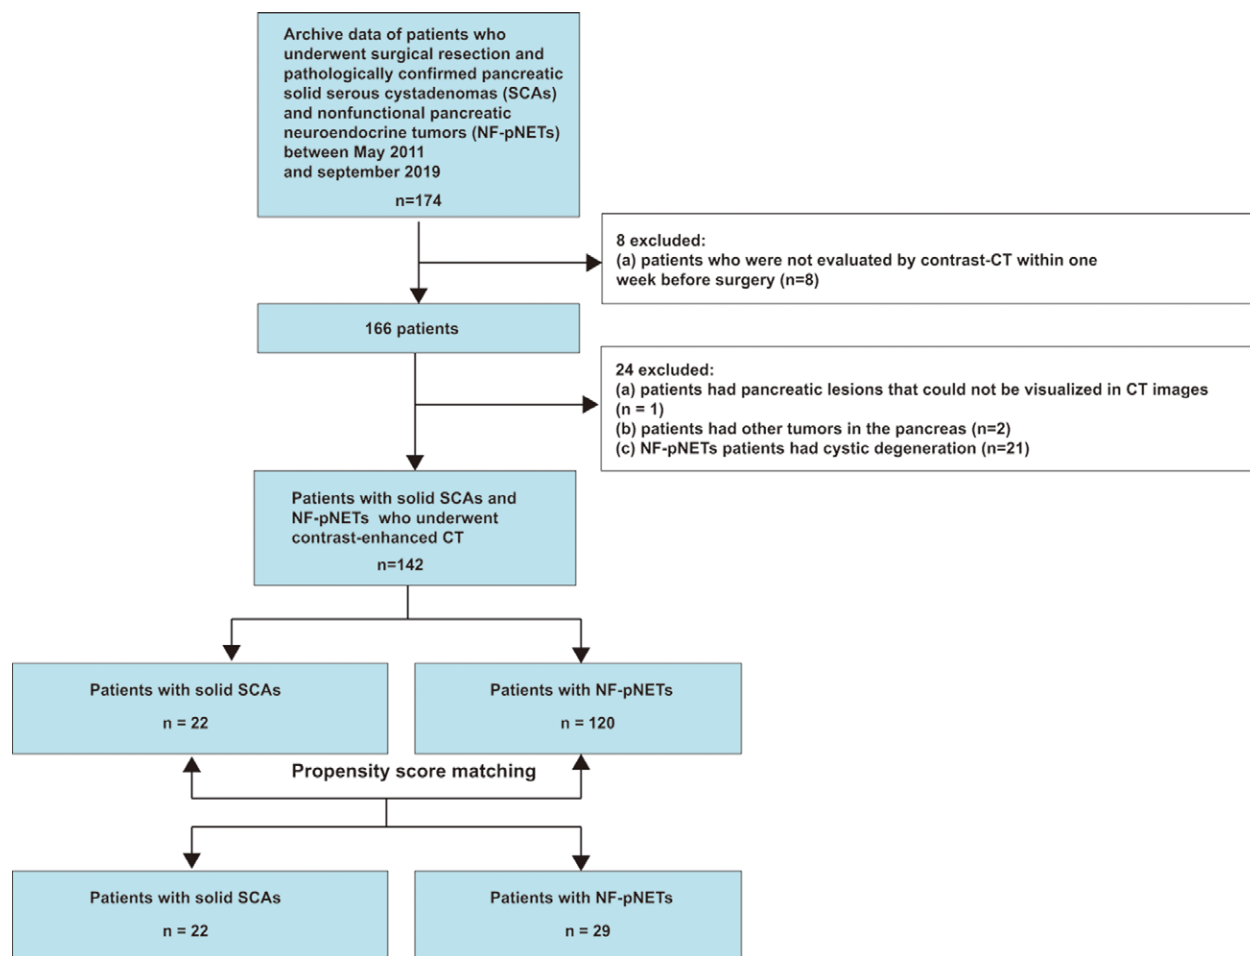 Archive data of patients who
underwent surgical resection and
pathologically confirmed pancreatic
solid serous cystadenomas (SCAs)
and nonfunctional pancreatic
neuroendocrine tumors (NF-pNETs)
between May 2011
and september 2019
n=174
8 excluded:
(a) patients who were not evaluated by contrast-CT within one
week before surgery (n=8)
166 patients
24 excluded:
(a) patients had pancreatic lesions that could not be visualized in CT images
(n = 1)
(b) patients had other tumors in the pancreas (n=2)
(c) NF-pNETs patients had cystic degeneration (n=21)
Patients with solid SCAs and
NF-pNETs who underwent
contrast-enhanced CT
n=142
Patients with solid SCAs
n = 22
Patients with NF-pNETs
n = 120
Propensity score matching
Patients with solid SCAs
n = 22
Patients with NF-pNETs
n = 29